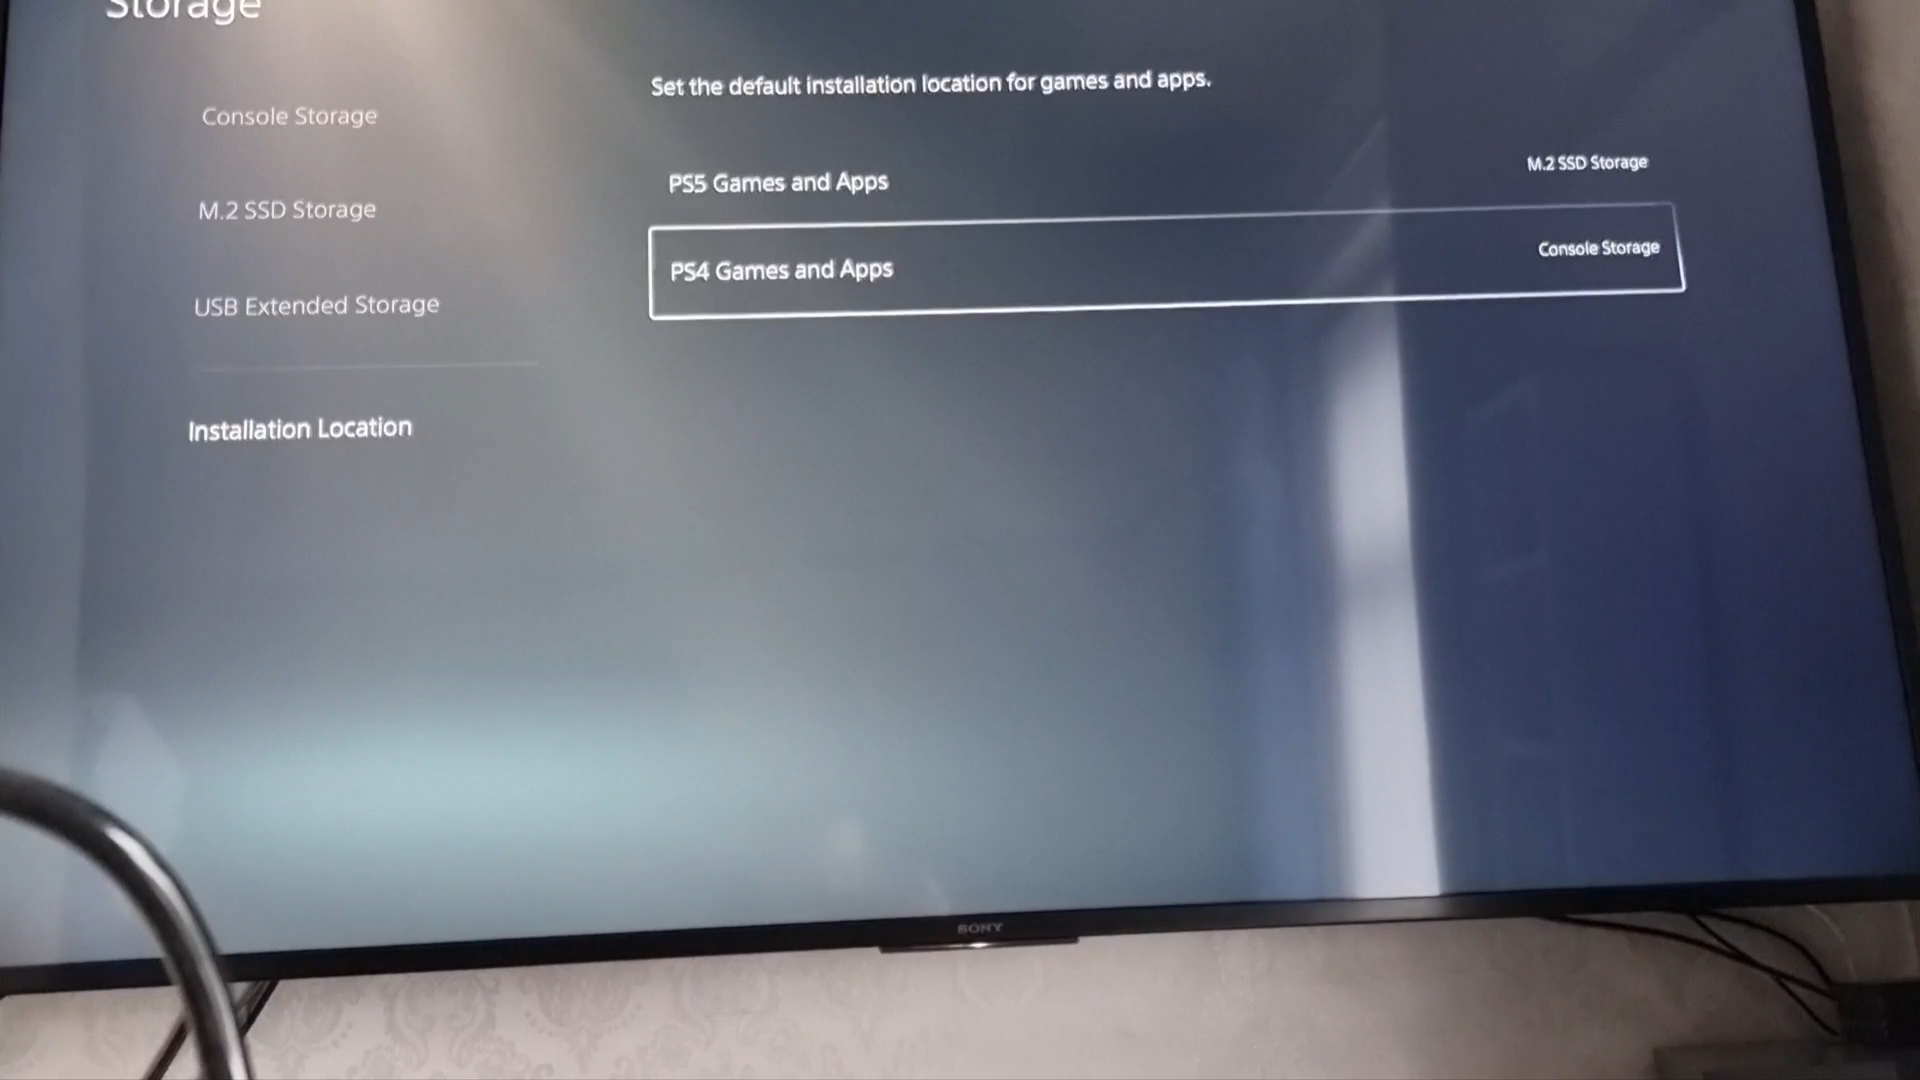 Storage
Console Storage
M.2 SSD Storage
USB Extended Storage
Installation Location
Set the default installation location for games and apps.
PS5 Games and Apps
M.2 SSD Storage
PS4 Games and Apps
Console Storage
SONY